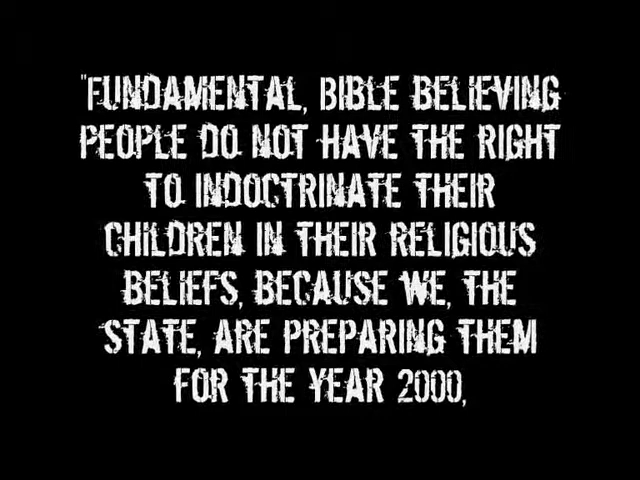 "FUNDAMENTAL, BIBLE BELIEVING
PEOPLE DO NOT HAVE THE RIGHT
TO INDOCTRINATE THEIR
CHILDREN IN THEIR RELIGIOUS
BELIEFS, BECAUSE WE, THE
STATE, ARE PREPARING THEM
FOR THE YEAR 2000,